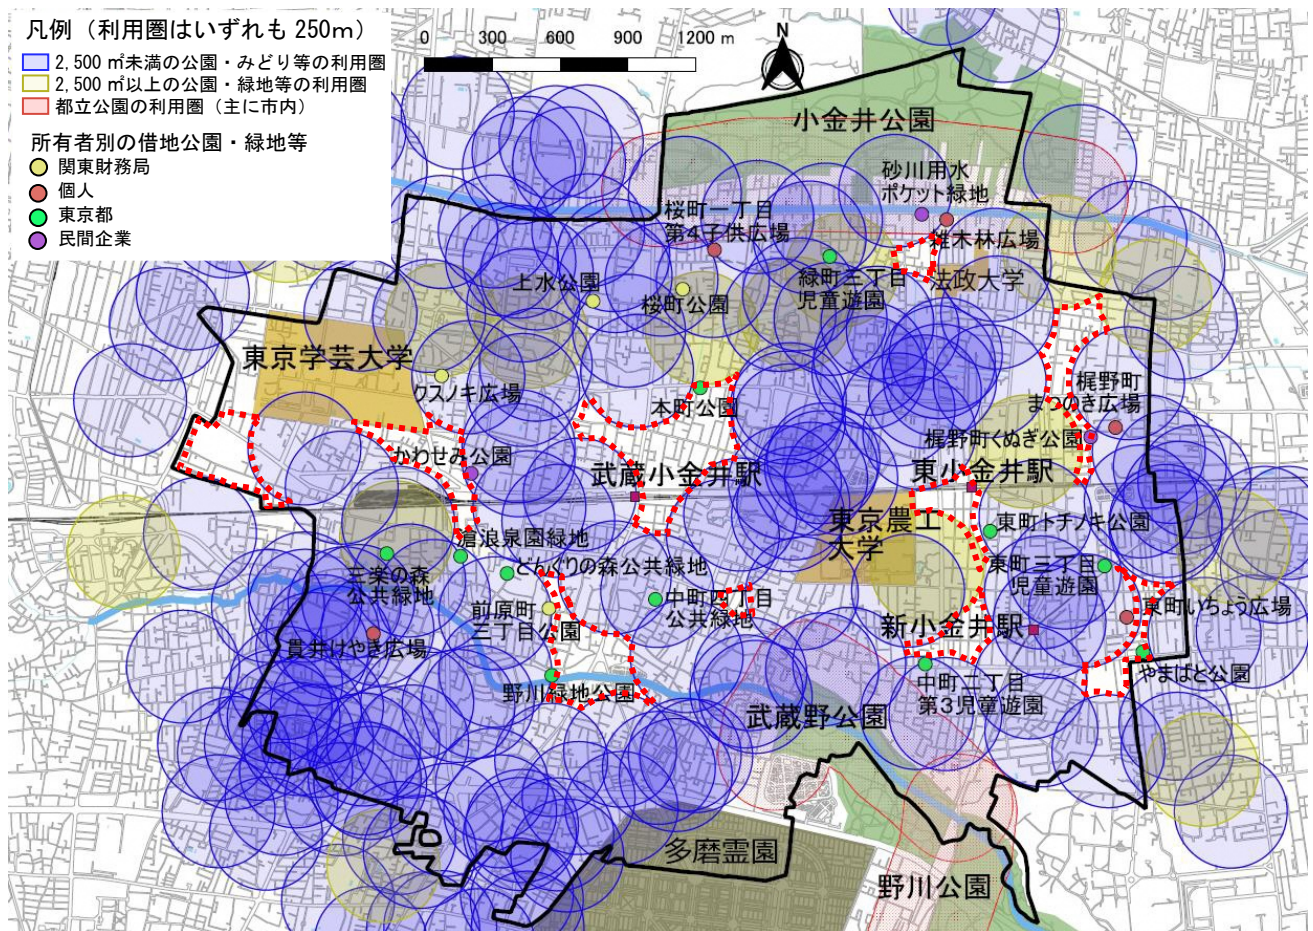 凡例（利用圏はいずれも 250ｍ）
2,500 ㎡未満の公園・みどり等の利用圏
2,500 ㎡以上の公園・緑地等の利用圏
都立公園の利用圏（主に市内）
所有者別の借地公園・緑地等
関東財務局
個人
東京都
民間企業
0 300 600 900 1200 m
N
小金井公園
砂川用水
ポケット緑地
桜町一丁目
第4子供広場
雑木林広場
緑町三丁目
児童遊園
法政大学
上水公園
桜町公園
東京学芸大学
クスノキ広場
本町公園
梶野町
まつのき広場
かわせみ公園
武蔵小金井駅
梶野町くぬぎ公園
東小金井駅
東京農工
大学
東町トチノキ公園
滄浪泉園緑地
どんぐりの森公共緑地
三楽の森
公共緑地
東町三丁目
児童遊園
中町四丁目
公共緑地
前原町
三丁目公園
東町いちょう広場
貫井けやき広場
新小金井駅
やまばと公園
野川緑地公園
中町二丁目
第3児童遊園
武蔵野公園
多磨霊園
野川公園